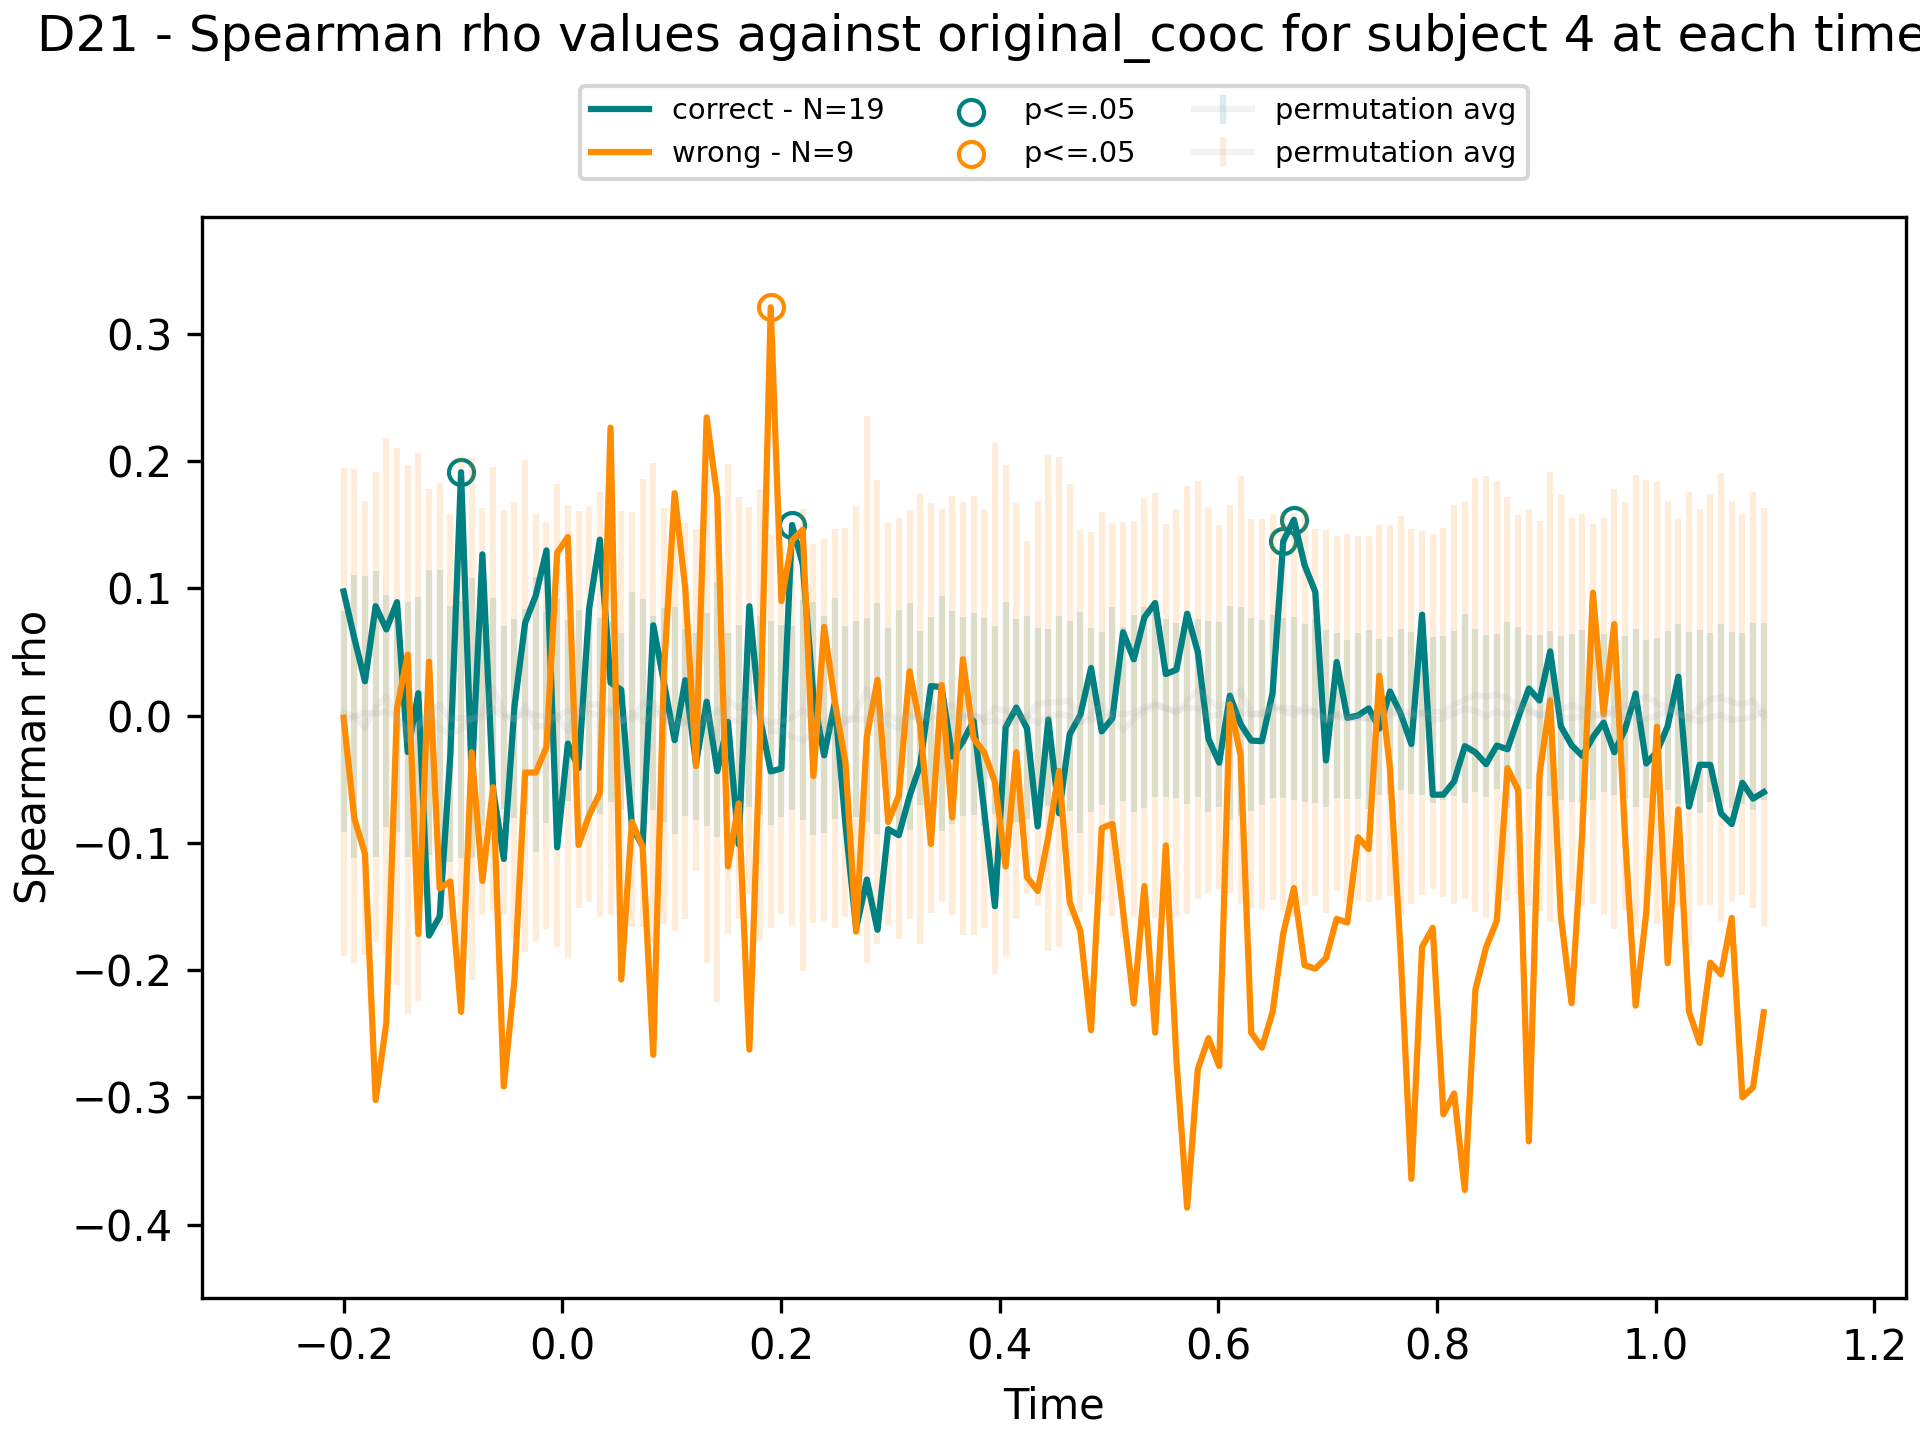 D21 - Spearman rho values against original_cooc for subject 4 at each time
correct - N=19
wrong - N=9
p<=.05
p<=.05
permutation avg
permutation avg
Spearman rho
0.3
0.2
0.1
0.0
−0.1
−0.2
−0.3
−0.4
−0.2 0.0 0.2 0.4 0.6 0.8 1.0 1.2
Time